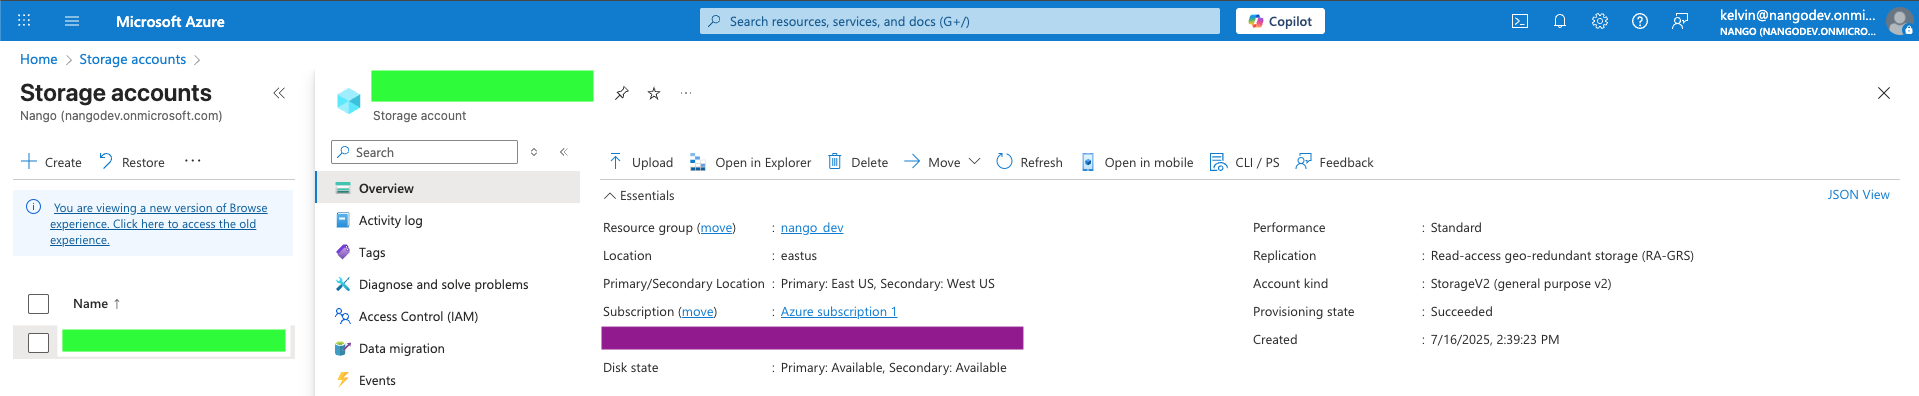 Microsoft Azure
Search resources, services, and docs (G+/)
Copilot
kelvin@nangodev.onmi...
NANGO (NANGODEV.ONMICRO...
Home > Storage accounts >
Storage accounts
Nango (nangodev.onmicrosoft.com)
Create
Restore
...
You are viewing a new version of Browse
experience. Click here to access the old
experience.
Name ↑
...
Storage account
Search
Overview
Activity log
Tags
Diagnose and solve problems
Access Control (IAM)
Data migration
Events
Upload
Open in Explorer
Delete
Move
Refresh
Open in mobile
CLI / PS
Feedback
Essentials
JSON View
Resource group (move) : nango_dev
Location : eastus
Primary/Secondary Location : Primary: East US, Secondary: West US
Subscription (move) : Azure subscription 1
Disk state : Primary: Available, Secondary: Available
Performance : Standard
Replication : Read-access geo-redundant storage (RA-GRS)
Account kind : StorageV2 (general purpose v2)
Provisioning state : Succeeded
Created : 7/16/2025, 2:39:23 PM